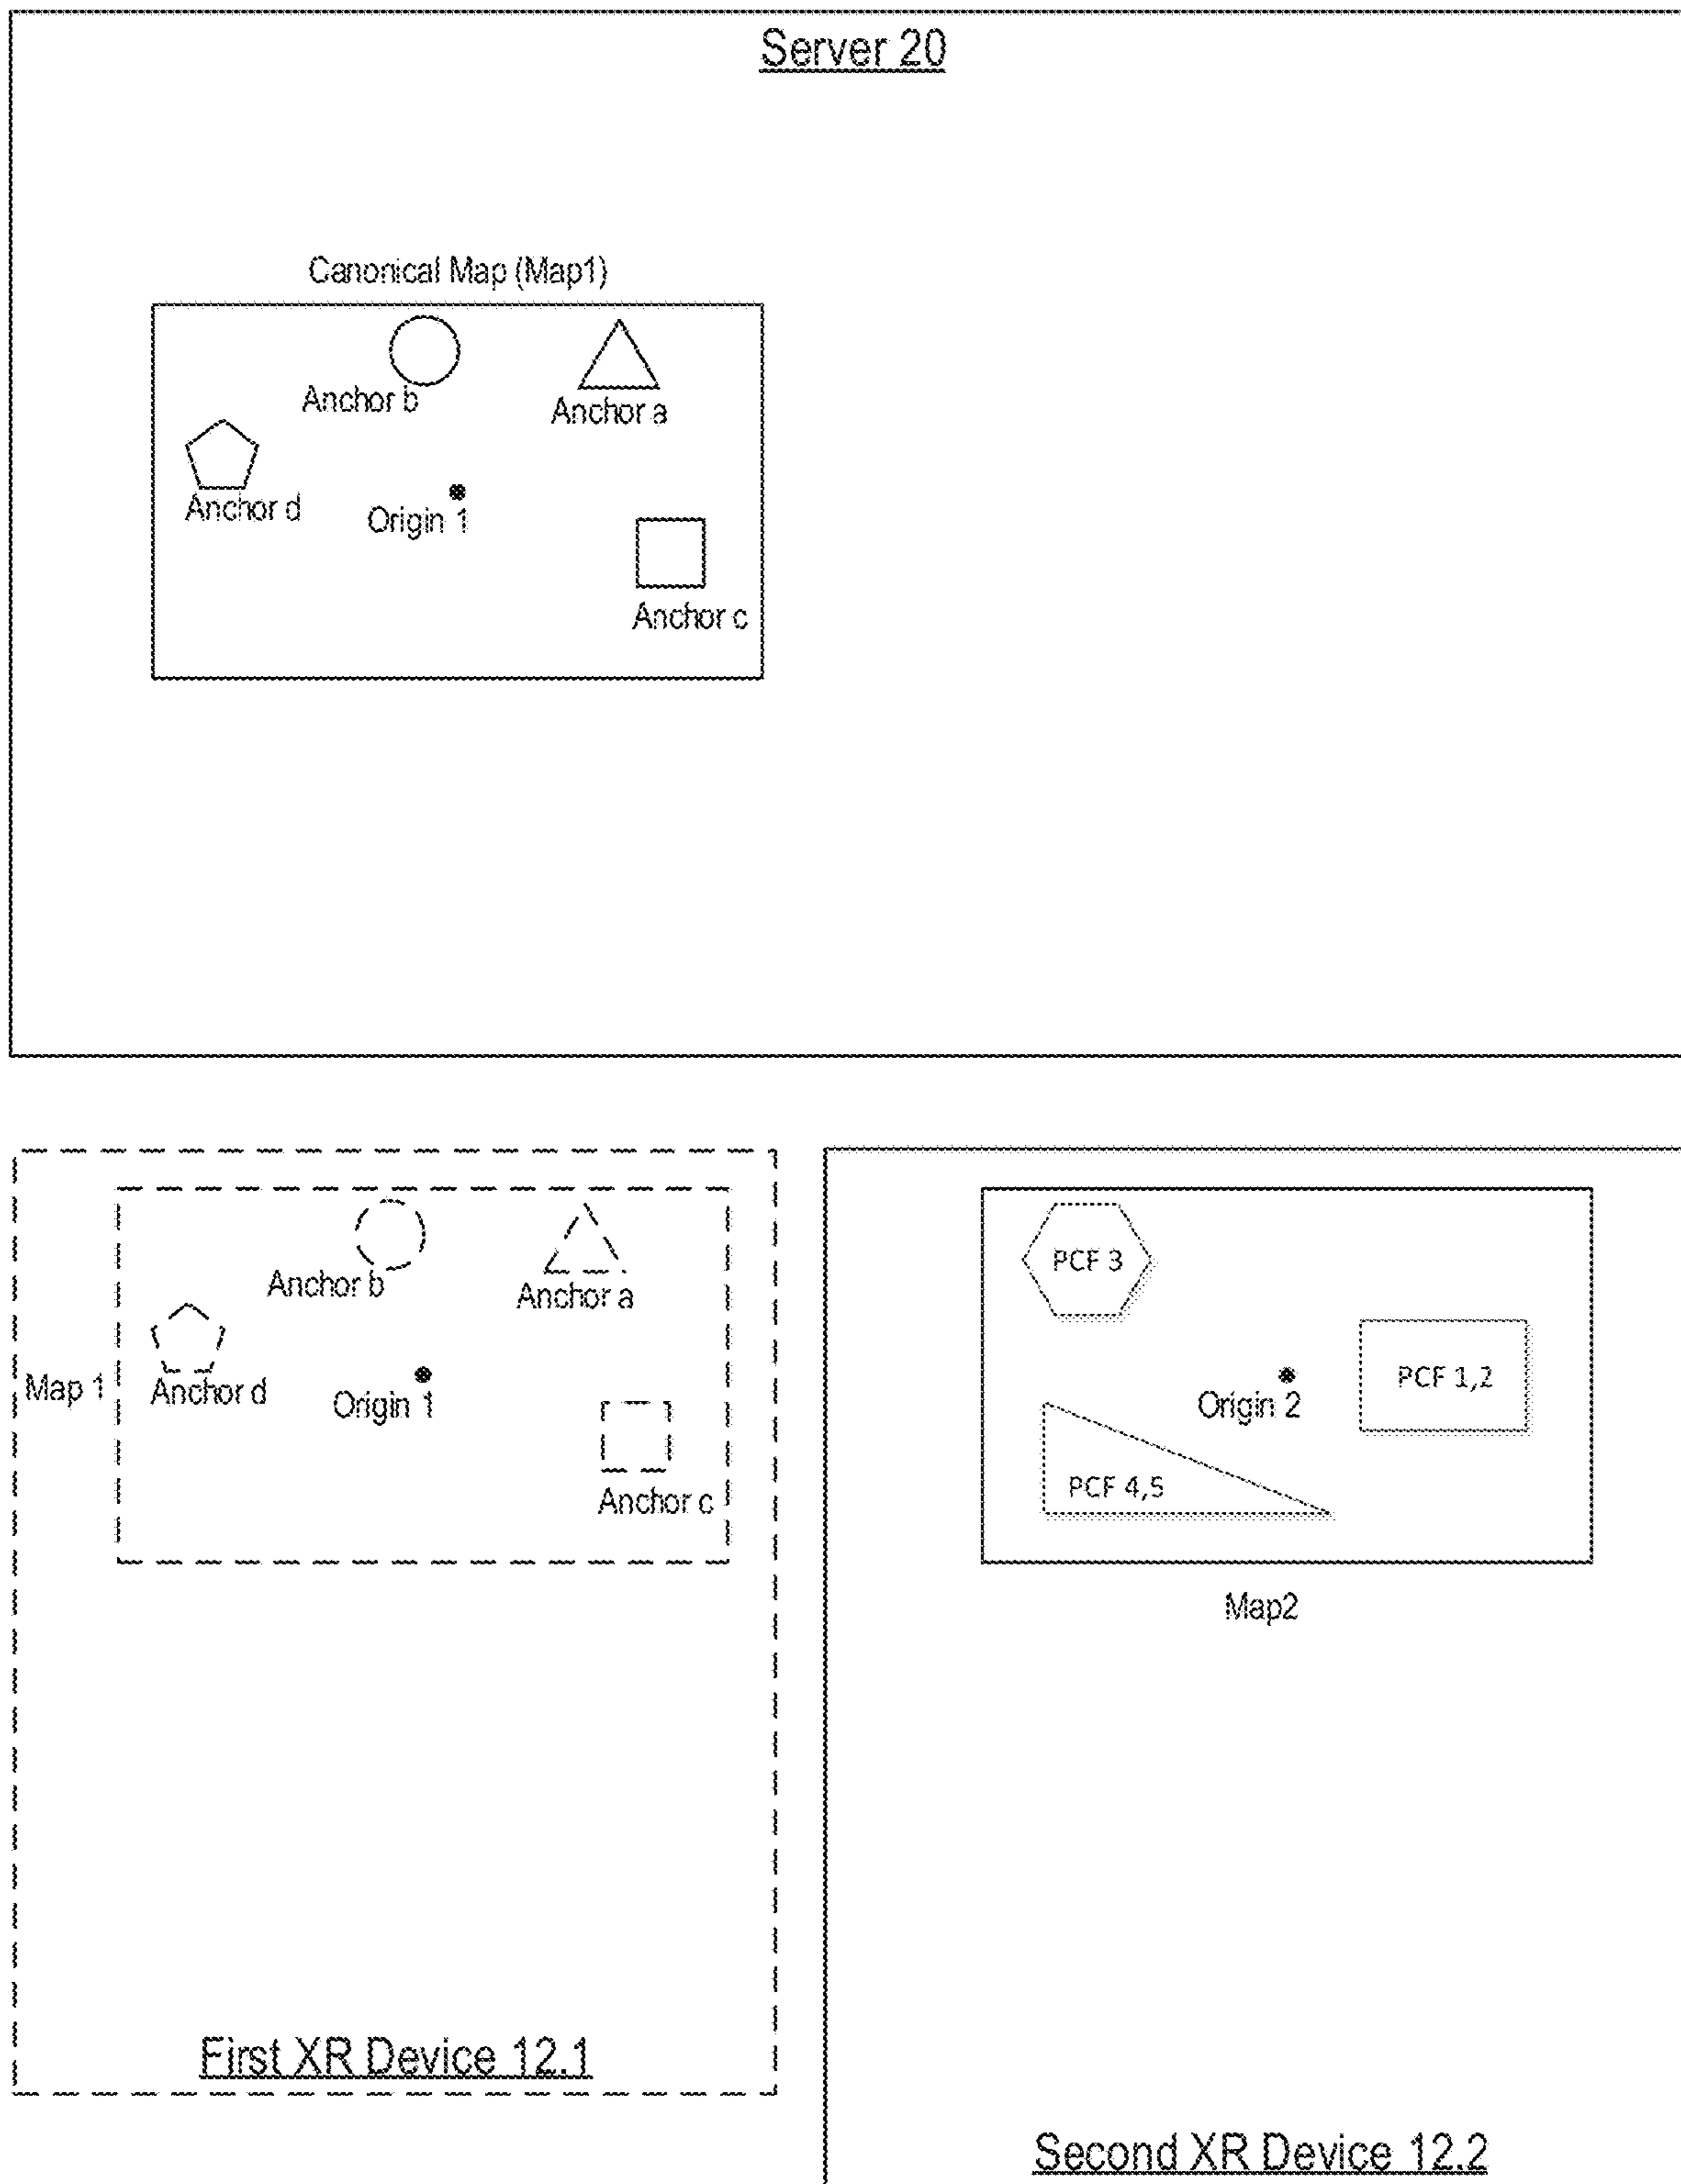 Server 20
Canonical Map (Map1)
Anchor b
Anchor a
Anchor d
Origin 1
Anchor c
Anchor b
Anchor a
Map 1
Anchor d
Origin 1
Anchor c
First XR Device 12.1
PCF 3
PCF 1,2
Origin 2
PCF 4,5
Map2
Second XR Device 12.2